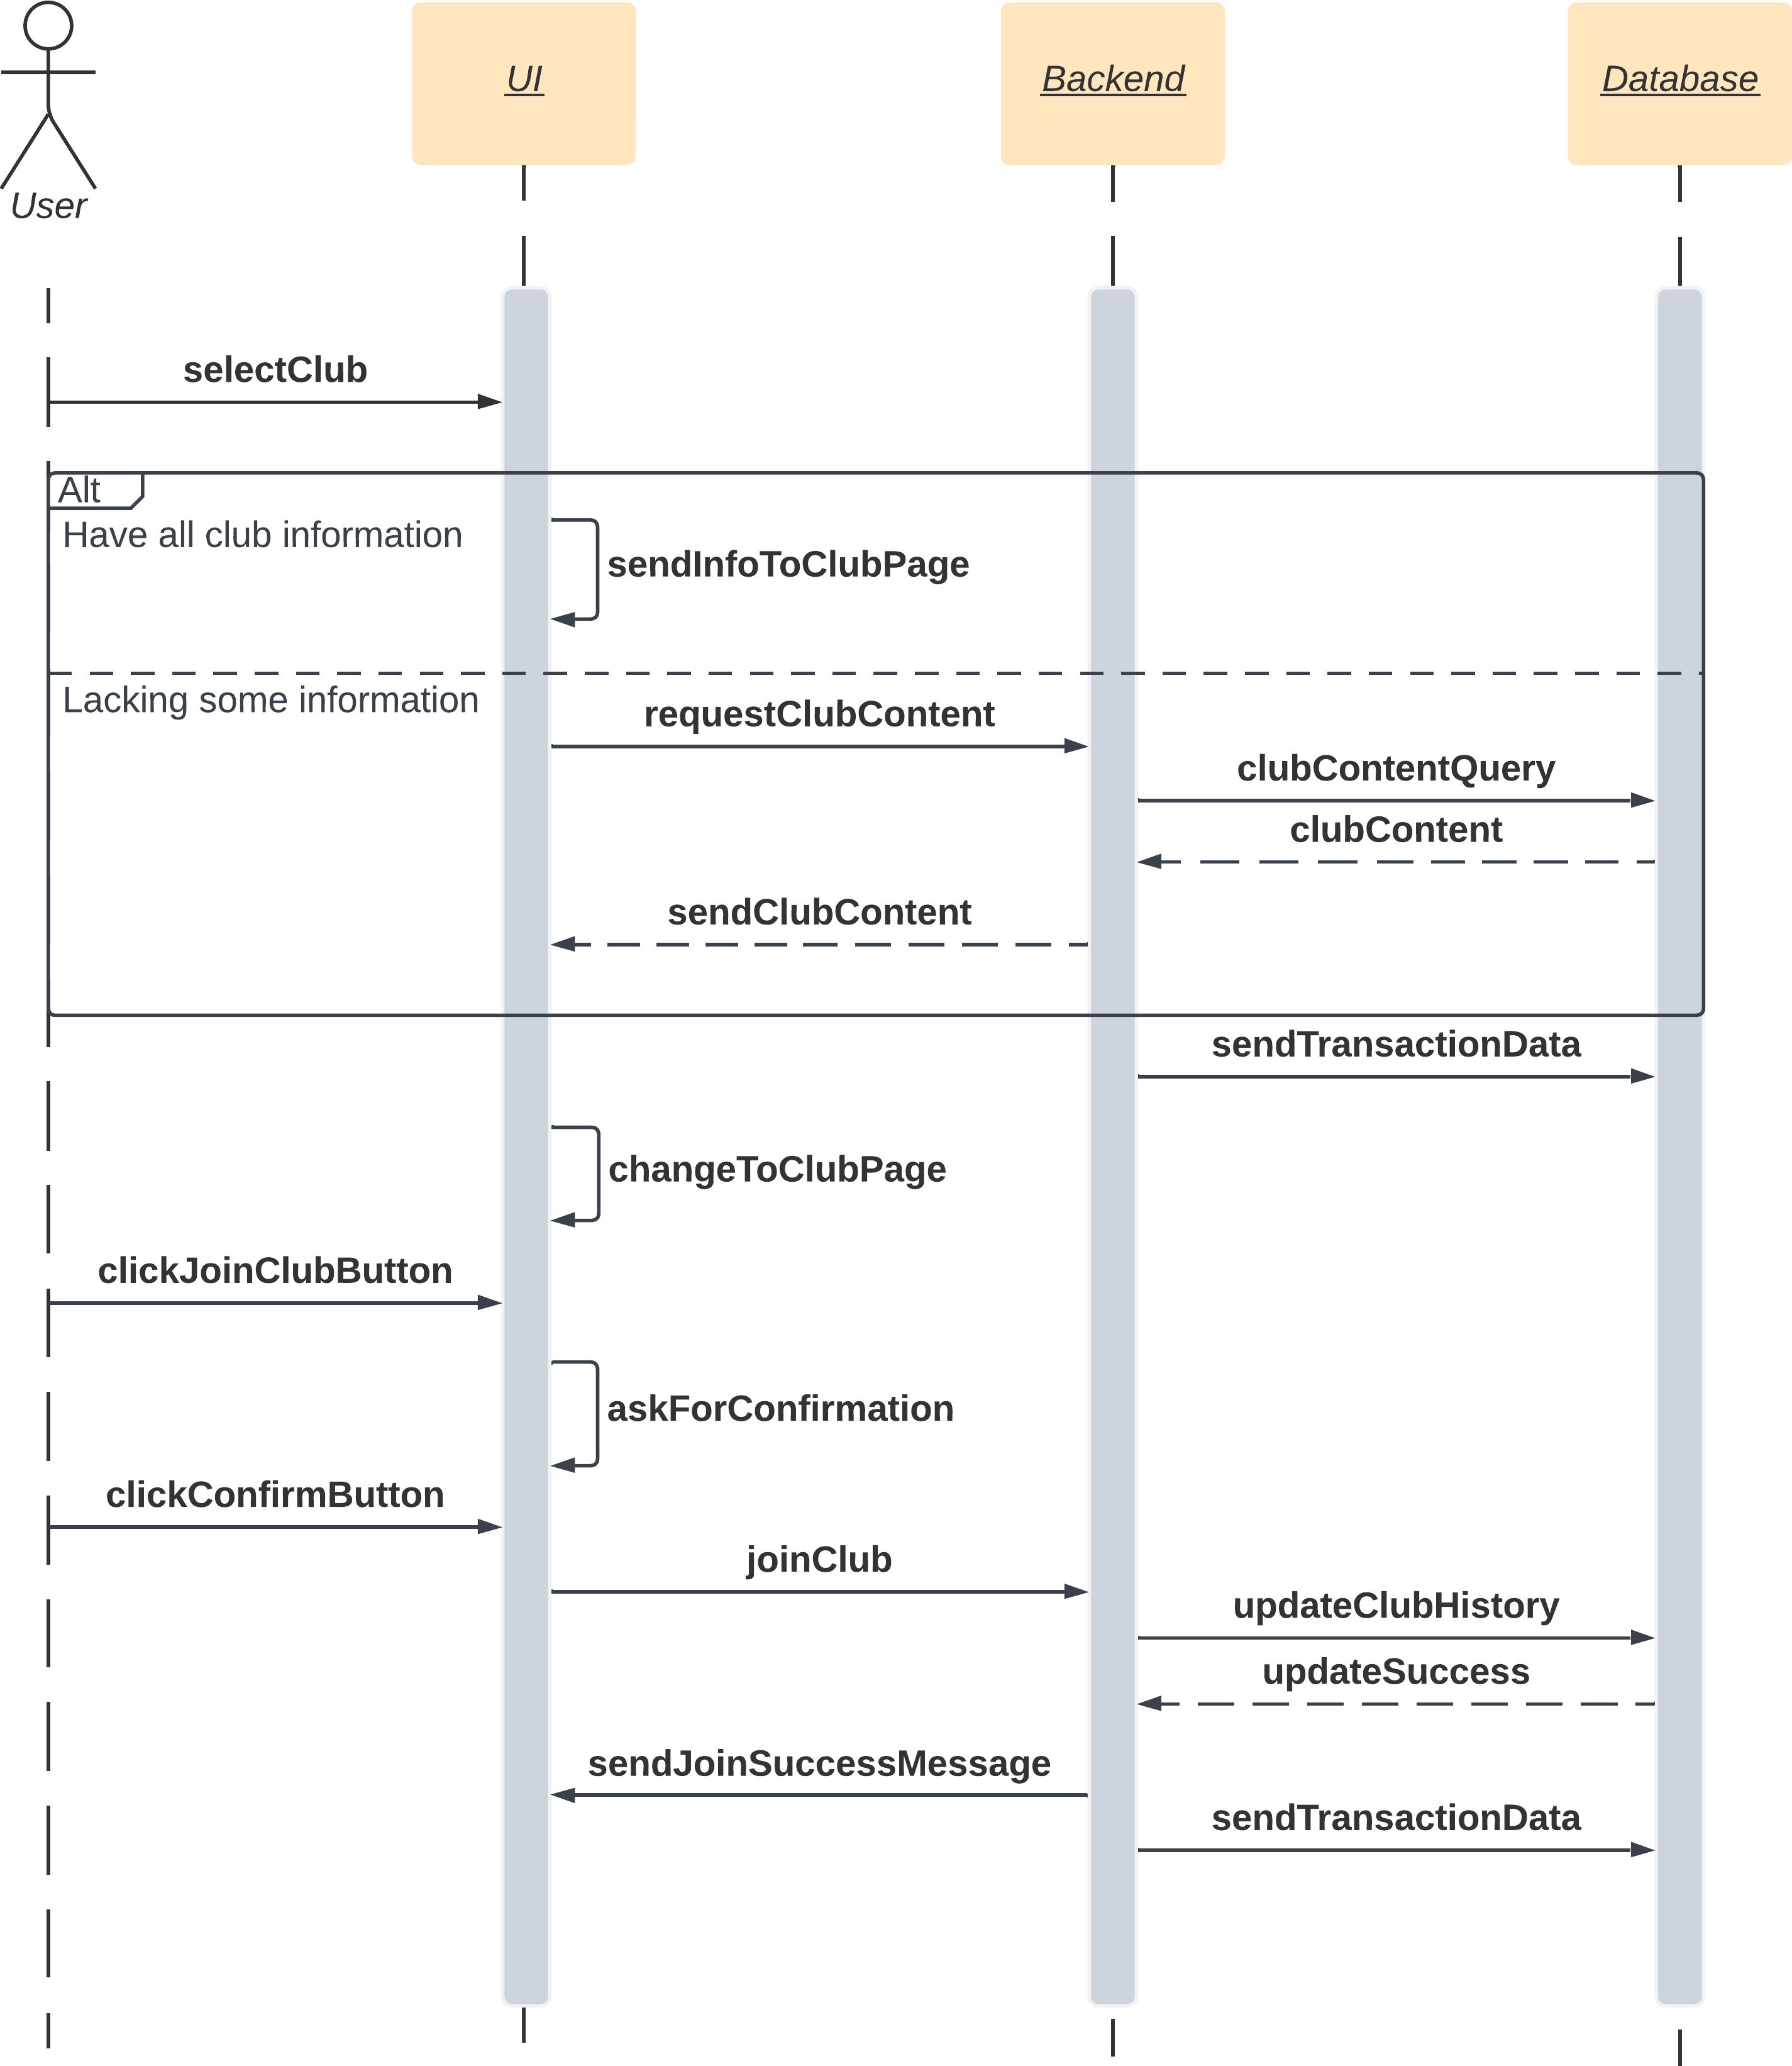 UI
Backend
Database
User
selectClub
Alt
Have all club information
sendInfoToClubPage
Lacking some information
requestClubContent
clubContentQuery
clubContent
sendClubContent
sendTransactionData
changeToClubPage
clickJoinClubButton
askForConfirmation
clickConfirmButton
joinClub
updateClubHistory
updateSuccess
sendJoinSuccessMessage
sendTransactionData